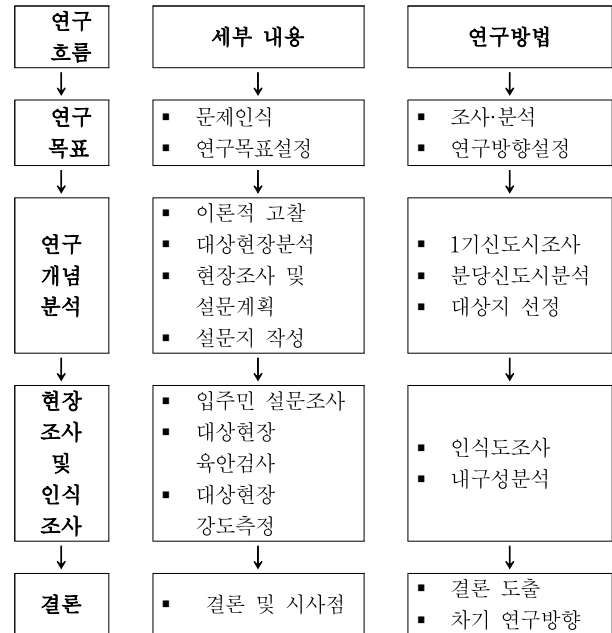 연구
흐름
세부 내용
연구방법
연구
목표
▪ 문제인식
▪ 연구목표설정
▪ 조사·분석
▪ 연구방향설정
연구
개념
분석
▪ 이론적 고찰
▪ 대상현장분석
▪ 현장조사 및
설문계획
▪ 설문지 작성
▪ 1기신도시조사
▪ 분당신도시분석
▪ 대상지 선정
현장
조사
및
인식
조사
▪ 입주민 설문조사
▪ 대상현장
육안검사
▪ 대상현장
강도측정
▪ 인식도조사
▪ 내구성분석
결론
▪ 결론 및 시사점
▪ 결론 도출
▪ 차기 연구방향